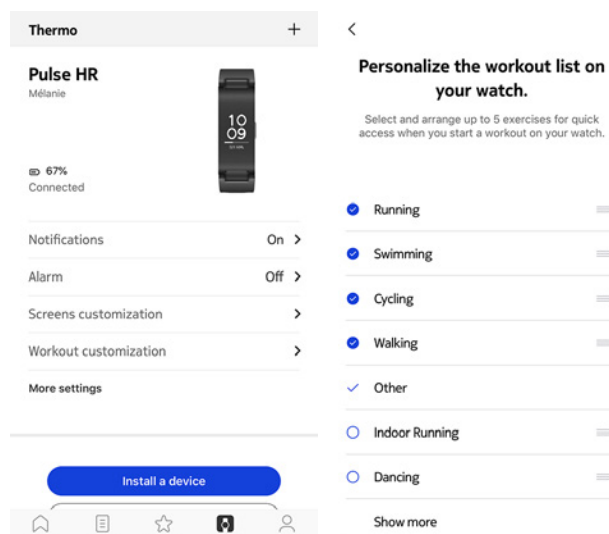 Thermo
Pulse HR
Mélanie
10
09
67%
Connected
Notifications On
Alarm Off
Screens customization
Workout customization
More settings
Install a device
Personalize the workout list on
your watch.
Select and arrange up to 5 exercises for quick
access when you start a workout on your watch.
Running
Swimming
Cycling
Walking
Other
Indoor Running
Dancing
Show more